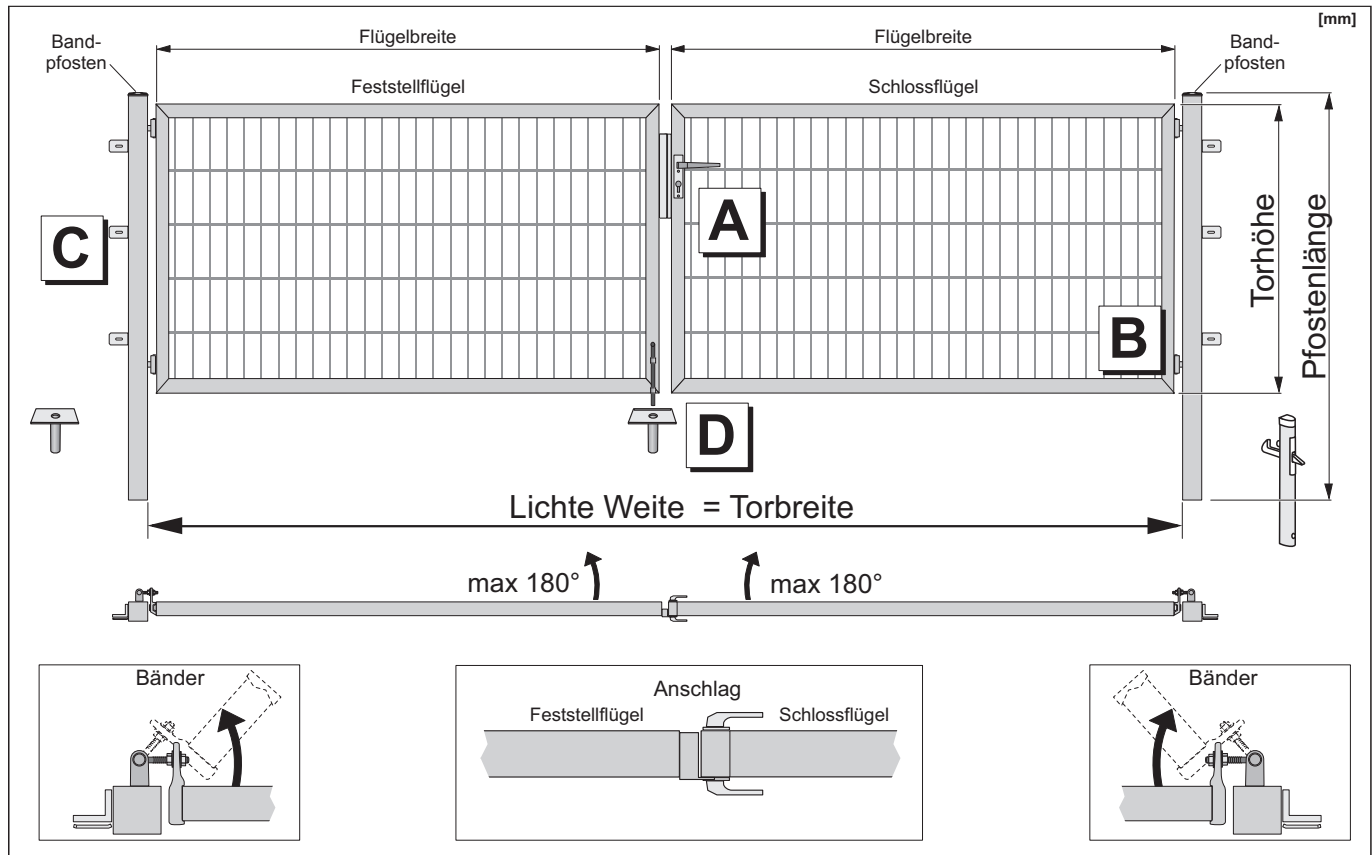 [mm]
Band-
pfosten
Flügelbreite
Flügelbreite
Band-
pfosten
Feststellflügel
Schlossflügel
A
C
B
D
Torhöhe
Pfostenlänge
Lichte Weite = Torbreite
max 180°
max 180°
Bänder
Anschlag
Feststellflügel
Schlossflügel
Bänder